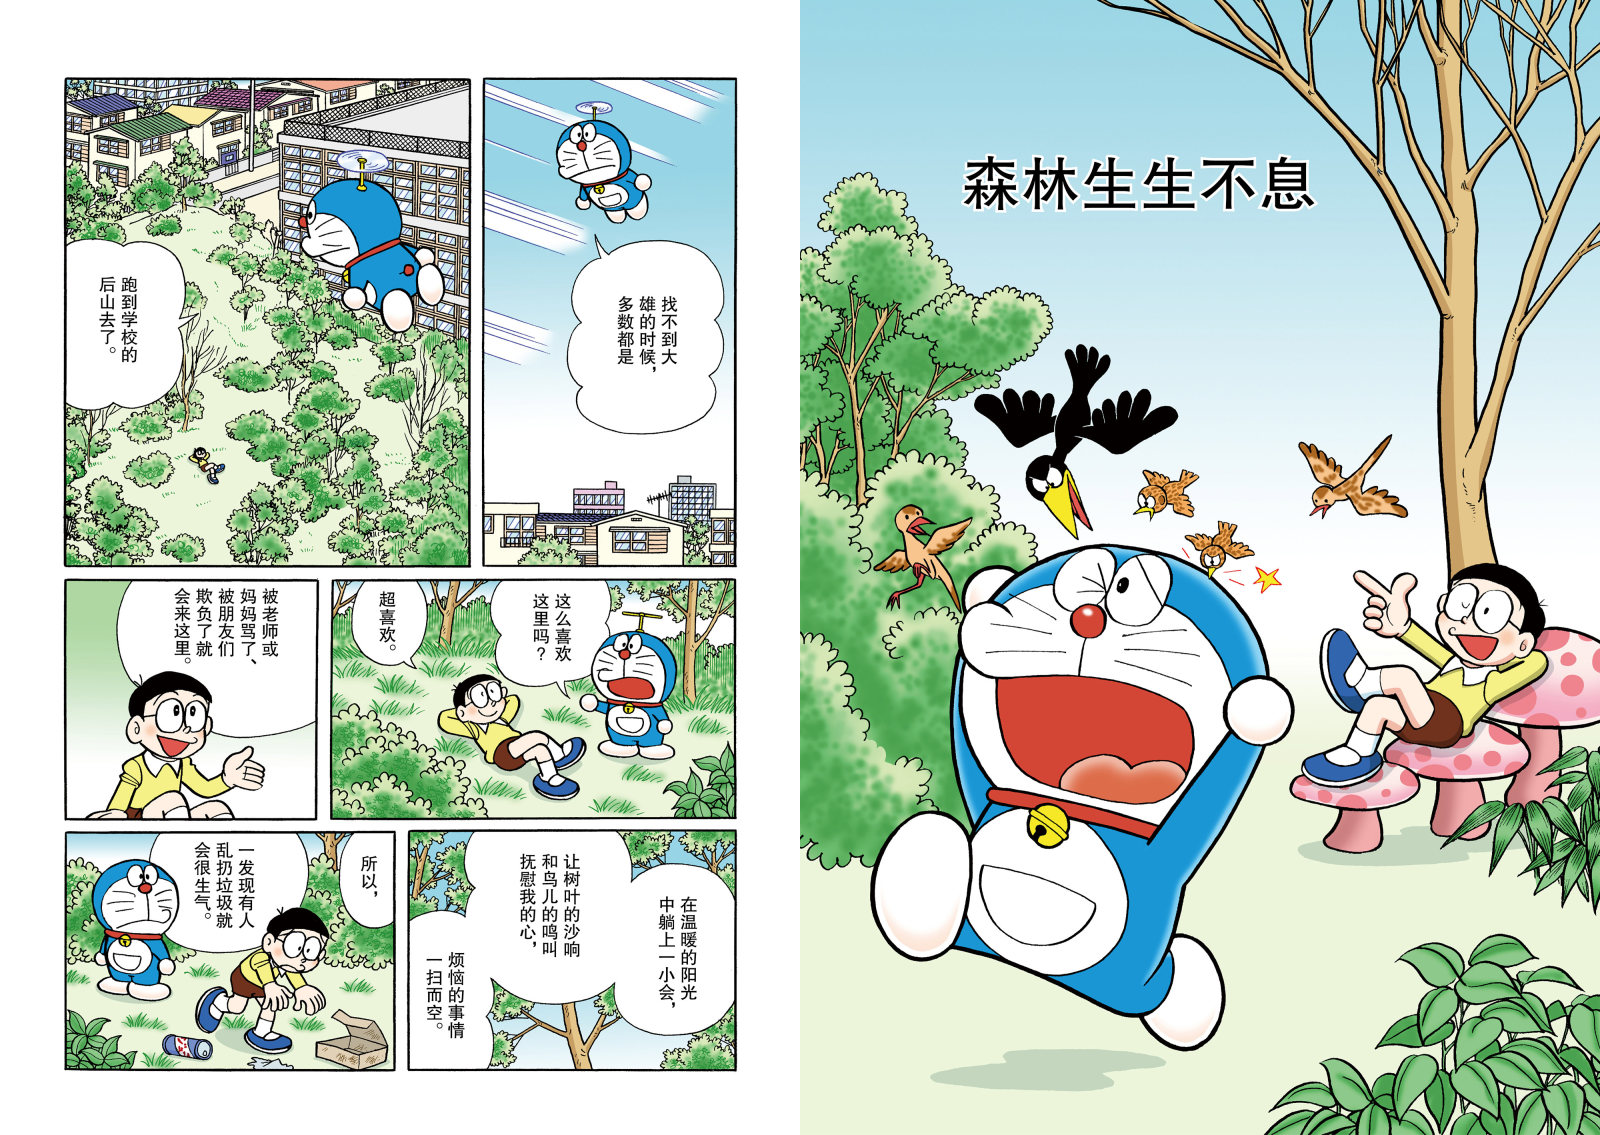 森林生生不息
找不到大
雄的时候，
多数都是
跑到学校的
后山去了。
这么喜欢
这里吗？
超喜欢。
被老师或
妈妈骂了、
被朋友们
欺负了就
会来这里。
在温暖的阳光
中躺上一小会，
让树叶的沙响
和鸟儿的鸣叫
抚慰我的心，
烦恼的事情
一扫而空。
所以，
一发现有人
乱扔垃圾就
会很生气。